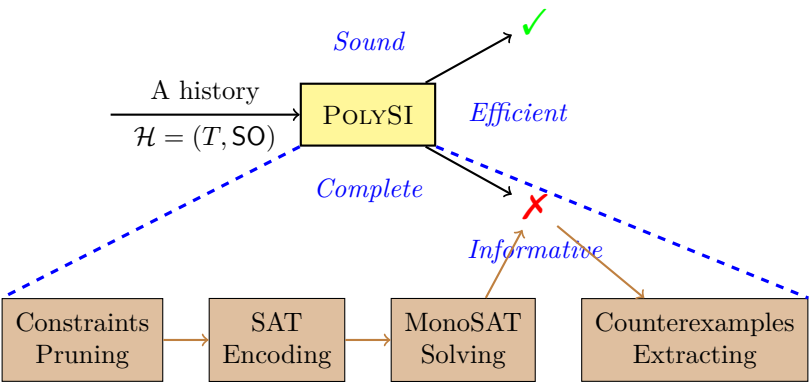 Sound
✓
A history
POLYSI
Efficient
H = (T, SO)
Complete
✗
Informative
Constraints
Pruning
SAT
Encoding
MonoSAT
Solving
Counterexamples
Extracting